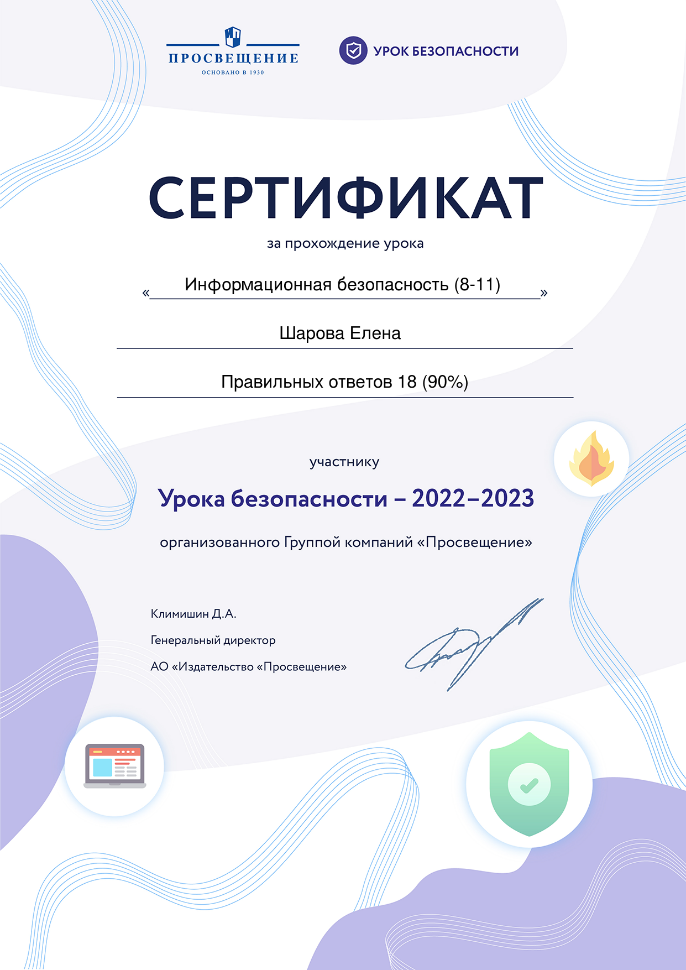 ПРОСВЕЩЕНИЕ
ОСНОВАНО В 1930
УРОК БЕЗОПАСНОСТИ
СЕРТИФИКАТ
за прохождение урока
«Информационная безопасность (8-11)»
Шарова Елена
Правильных ответов 18 (90%)
участнику
Урока безопасности – 2022–2023
организованного Группой компаний «Просвещение»
Климишин Д.А.
Генеральный директор
АО «Издательство «Просвещение»